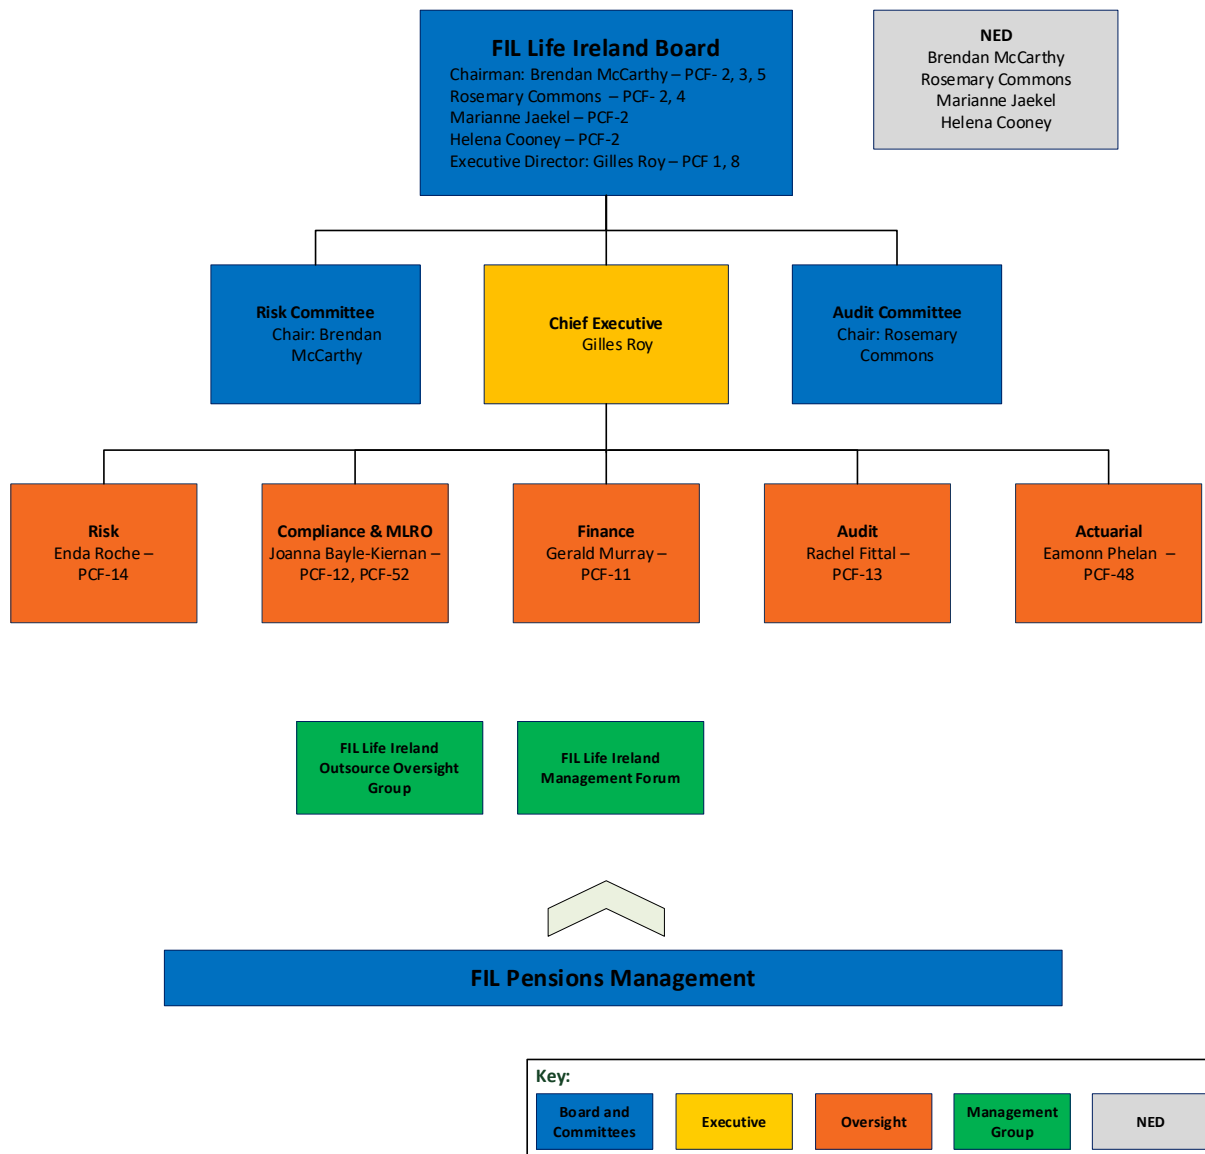 FIL Life Ireland Board
Chairman: Brendan McCarthy – PCF- 2, 3, 5
Rosemary Commons – PCF- 2, 4
Marianne Jaekel – PCF-2
Helena Cooney – PCF-2
Executive Director: Gilles Roy – PCF 1, 8
NED
Brendan McCarthy
Rosemary Commons
Marianne Jaekel
Helena Cooney
Risk Committee
Chair: Brendan
McCarthy
Chief Executive
Gilles Roy
Audit Committee
Chair: Rosemary
Commons
Risk
Enda Roche –
PCF-14
Compliance & MLRO
Joanna Bayle-Kiernan –
PCF-12, PCF-52
Finance
Gerald Murray –
PCF-11
Audit
Rachel Fittal –
PCF-13
Actuarial
Eamonn Phelan –
PCF-48
FIL Life Ireland
Outsource Oversight
Group
FIL Life Ireland
Management Forum
FIL Pensions Management
Key:
Board and
Committees
Executive
Oversight
Management
Group
NED